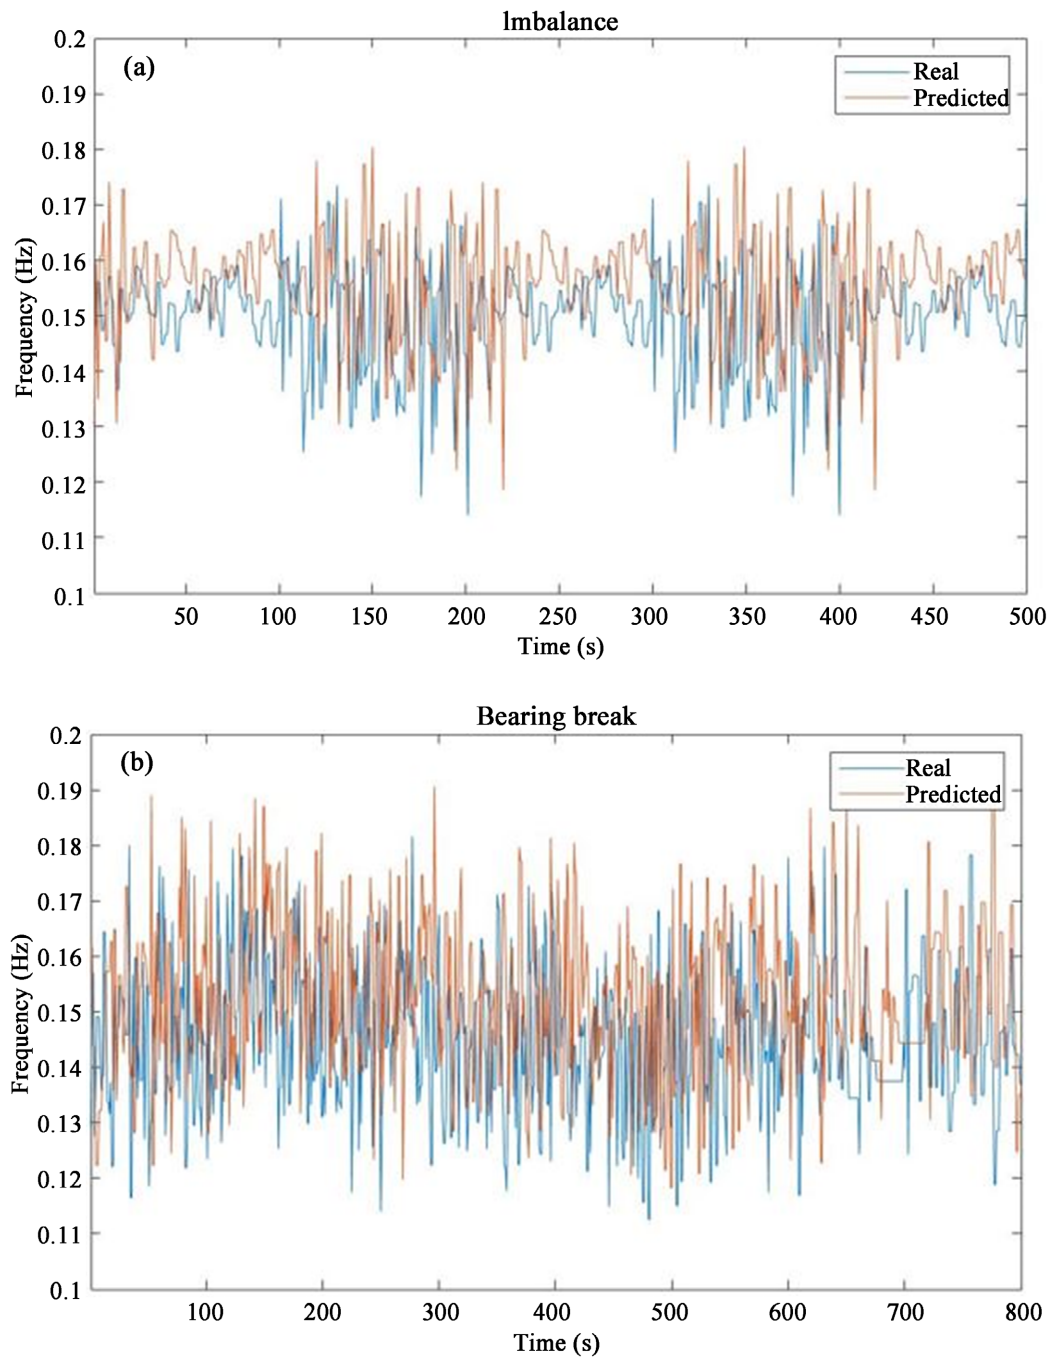 Imbalance
(a)
Real
Predicted
0.2
0.19
0.18
0.17
0.16
0.15
0.14
0.13
0.12
0.11
0.1
Frequency (Hz)
50 100 150 200 250 300 350 400 450 500
Time (s)
Bearing break
(b)
Real
Predicted
0.2
0.19
0.18
0.17
0.16
0.15
0.14
0.13
0.12
0.11
0.1
Frequency (Hz)
100 200 300 400 500 600 700 800
Time (s)